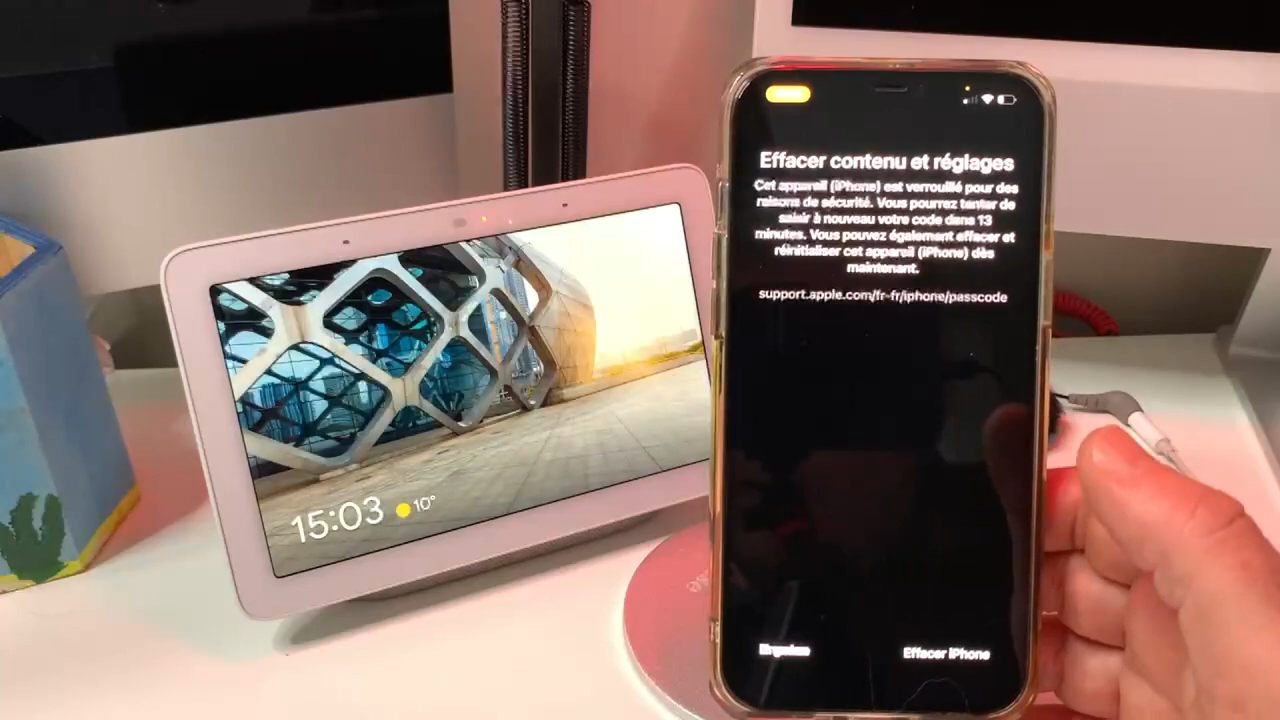 Effacer contenu et réglages
Cet appareil (iPhone) est verrouillé pour des
raisons de sécurité. Vous pourrez tenter de
saisir à nouveau votre code dans 13
minutes. Vous pouvez également effacer et
réinitialiser cet appareil (iPhone) dès
maintenant.
support.apple.com/fr-fr/iphone/passcode
Effacer iPhone
15:03
10°